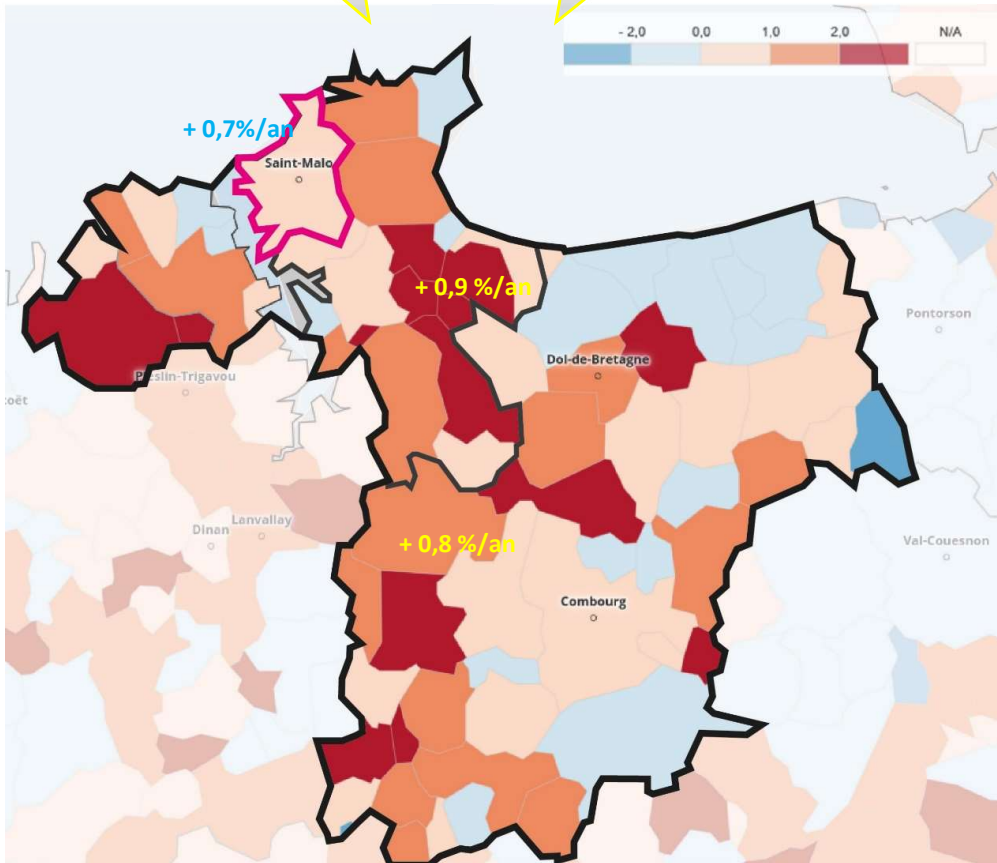 - 2,0 0,0 1,0 2,0 N/A
+ 0,7%/an
Saint-Malo
+ 0,9 %/an
Pontorson
Dol-de-Bretagne
Pleslin-Trigavou
coët
Dinan
Lanvallay
+ 0,8 %/an
Val-Couesnon
Combourg